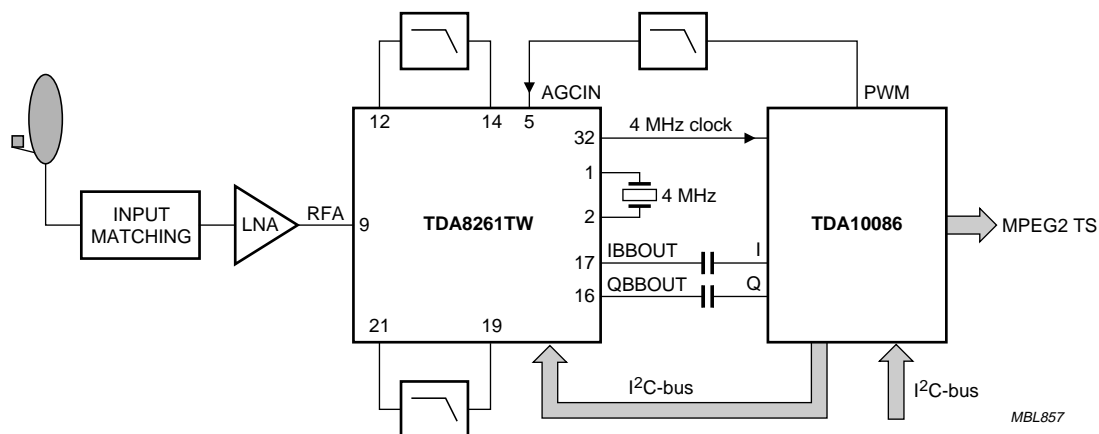 AGCIN
PWM
12
14
5
32
4 MHz clock
1
4 MHz
2
INPUT
MATCHING
LNA
RFA
9
TDA8261TW
TDA10086
MPEG2 TS
17
IBBOUT
I
16
QBBOUT
Q
21
19
I²C-bus
I²C-bus
MBL857